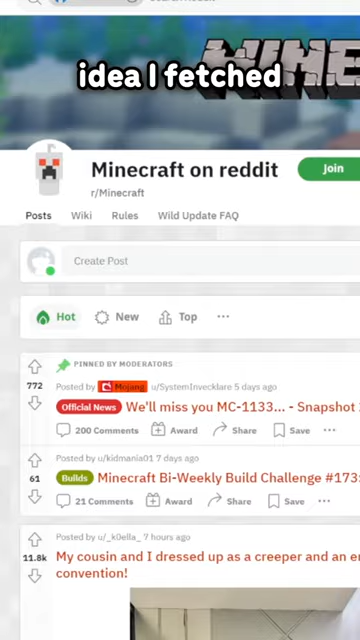 idea I fetched
MINE
Minecraft on reddit
Join
r/Minecraft
Posts Wiki Rules Wild Update FAQ
Create Post
Hot New Top ...
PINNED BY MODERATORS
772
Posted by Mojang u/SystemInvecklare 5 days ago
Official News We'll miss you MC-1133... - Snapshot
200 Comments Award Share Save ...
Posted by u/kidmania01 7 days ago
61
Builds Minecraft Bi-Weekly Build Challenge #173
21 Comments Award Share Save ...
Posted by u/_k0ella_ 7 hours ago
11.8k
My cousin and I dressed up as a creeper and an en
convention!